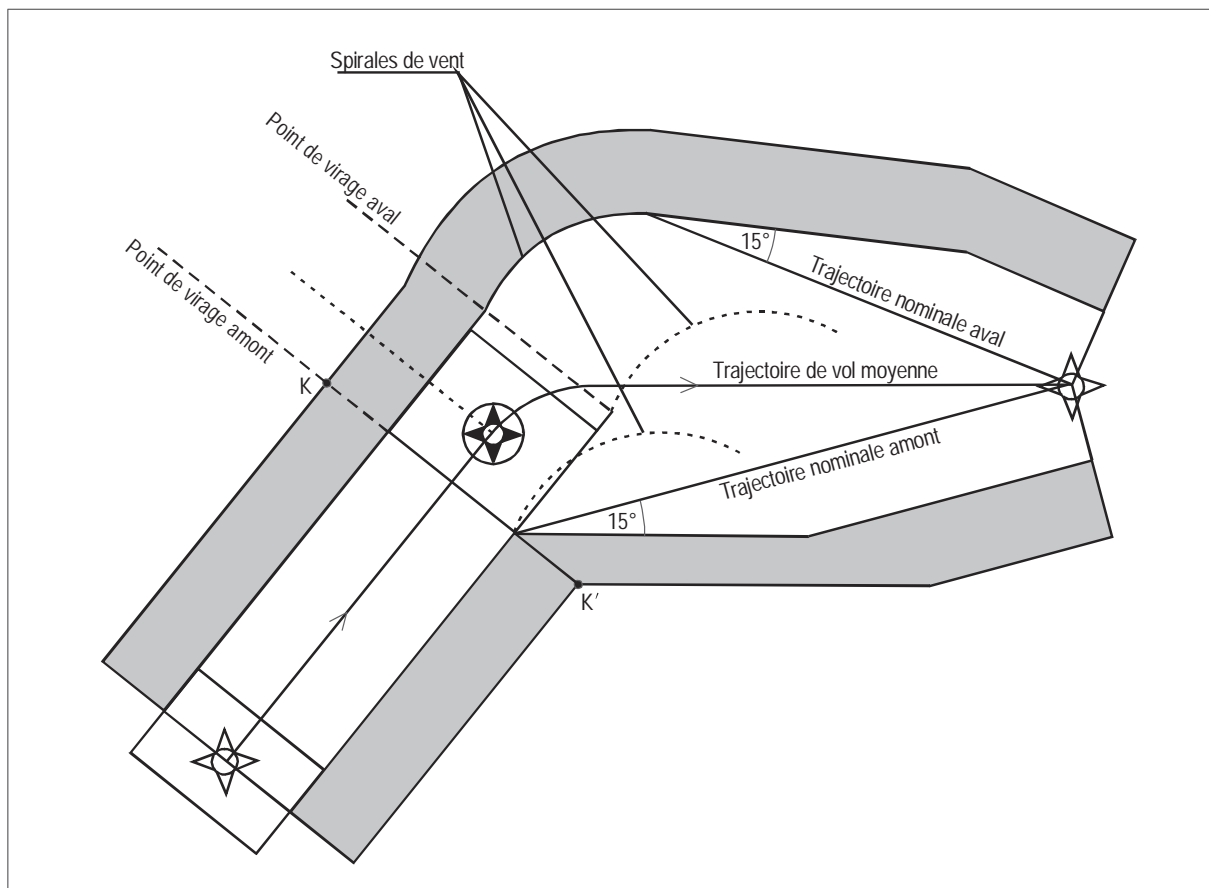 Spirales de vent
Point de virage aval
Point de virage amont
15°
Trajectoire nominale aval
K
Trajectoire de vol moyenne
Trajectoire nominale amont
15°
K′